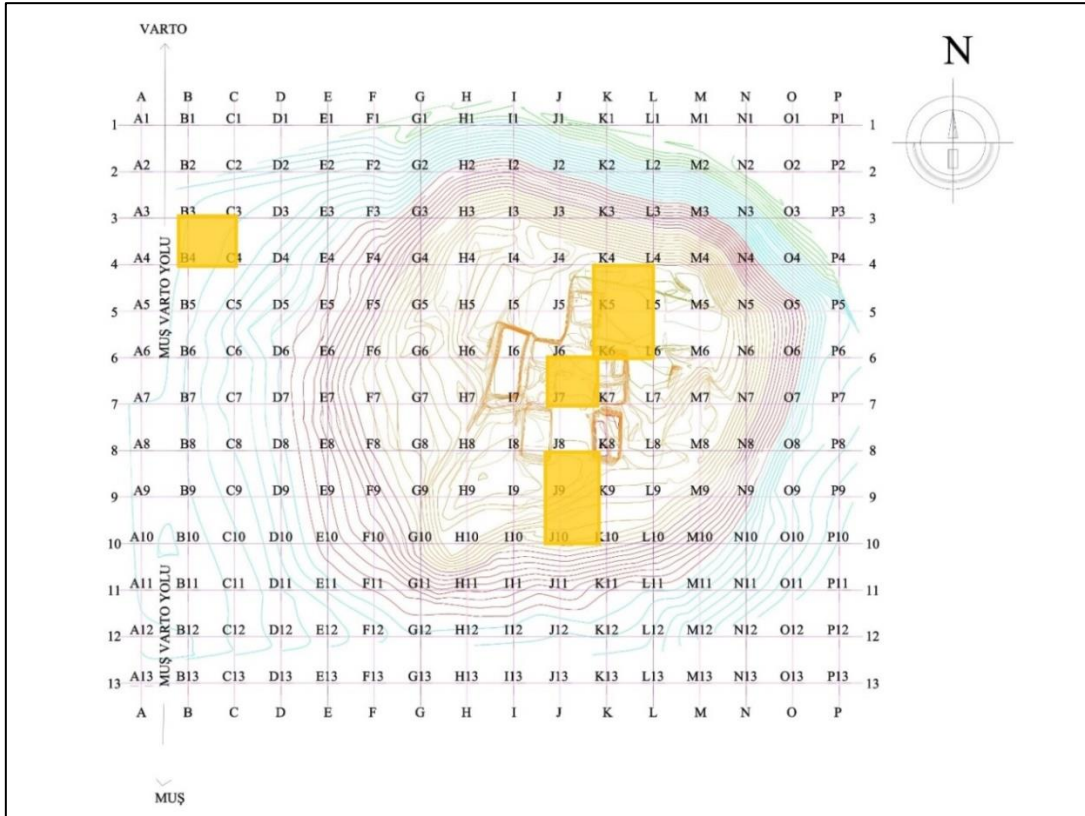 VARTO
N
A B C D E F G H I J K L M N O P
1 A1 B1 C1 D1 E1 F1 G1 H1 I1 J1 K1 L1 M1 N1 O1 P1 1
2 A2 B2 C2 D2 E2 F2 G2 H2 I2 J2 K2 L2 M2 N2 O2 P2 2
3 A3 B3 C3 D3 E3 F3 G3 H3 I3 J3 K3 L3 M3 N3 O3 P3 3
4 A4 B4 C4 D4 E4 F4 G4 H4 I4 J4 K4 L4 M4 N4 O4 P4 4
MUŞ VARTO YOLU
5 A5 B5 C5 D5 E5 F5 G5 H5 I5 J5 K5 L5 M5 N5 O5 P5 5
6 A6 B6 C6 D6 E6 F6 G6 H6 I6 J6 K6 L6 M6 N6 O6 P6 6
7 A7 B7 C7 D7 E7 F7 G7 H7 I7 J7 K7 L7 M7 N7 O7 P7 7
8 A8 B8 C8 D8 E8 F8 G8 H8 I8 J8 K8 L8 M8 N8 O8 P8 8
9 A9 B9 C9 D9 E9 F9 G9 H9 I9 J9 K9 L9 M9 N9 O9 P9 9
10 A10 B10 C10 D10 E10 F10 G10 H10 I10 J10 K10 L10 M10 N10 O10 P10 10
11 A11 B11 C11 D11 E11 F11 G11 H11 I11 J11 K11 L11 M11 N11 O11 P11 11
MUŞ VARTO YOLU
12 A12 B12 C12 D12 E12 F12 G12 H12 I12 J12 K12 L12 M12 N12 O12 P12 12
13 A13 B13 C13 D13 E13 F13 G13 H13 I13 J13 K13 L13 M13 N13 O13 P13 13
A B C D E F G H I J K L M N O P
MUŞ